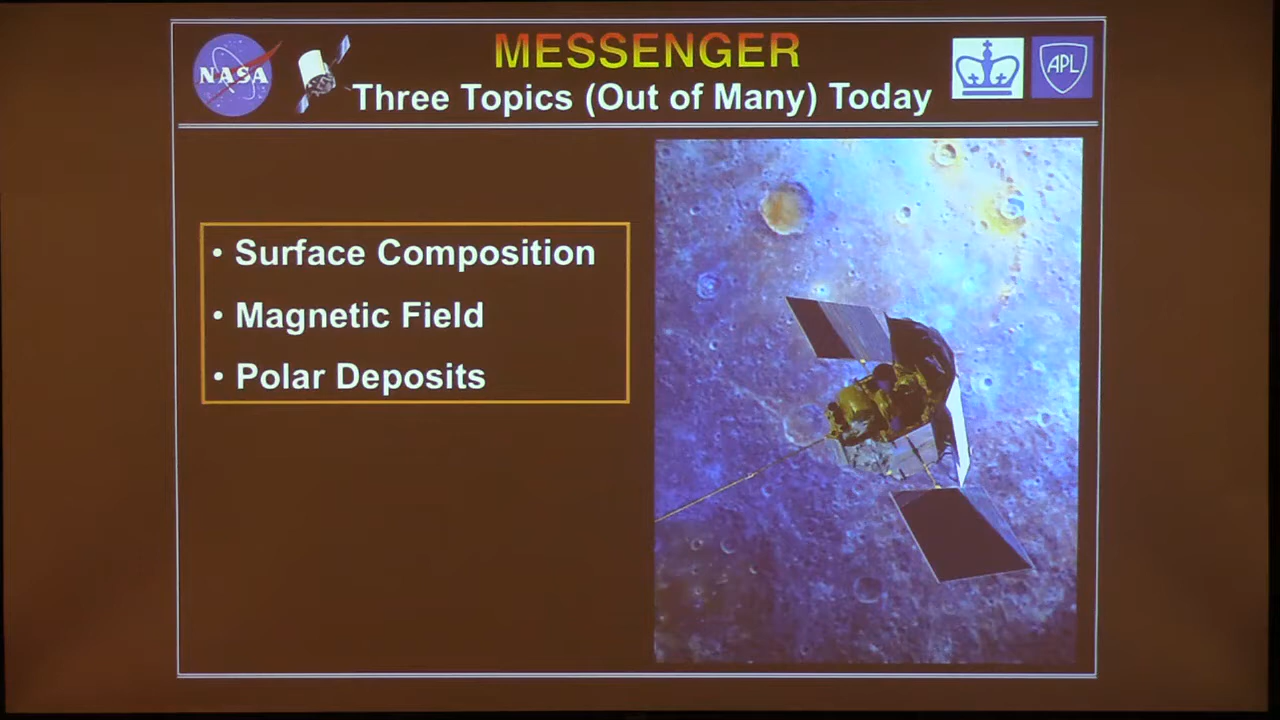 NASA
MESSENGER
Three Topics (Out of Many) Today
APL
• Surface Composition
• Magnetic Field
• Polar Deposits